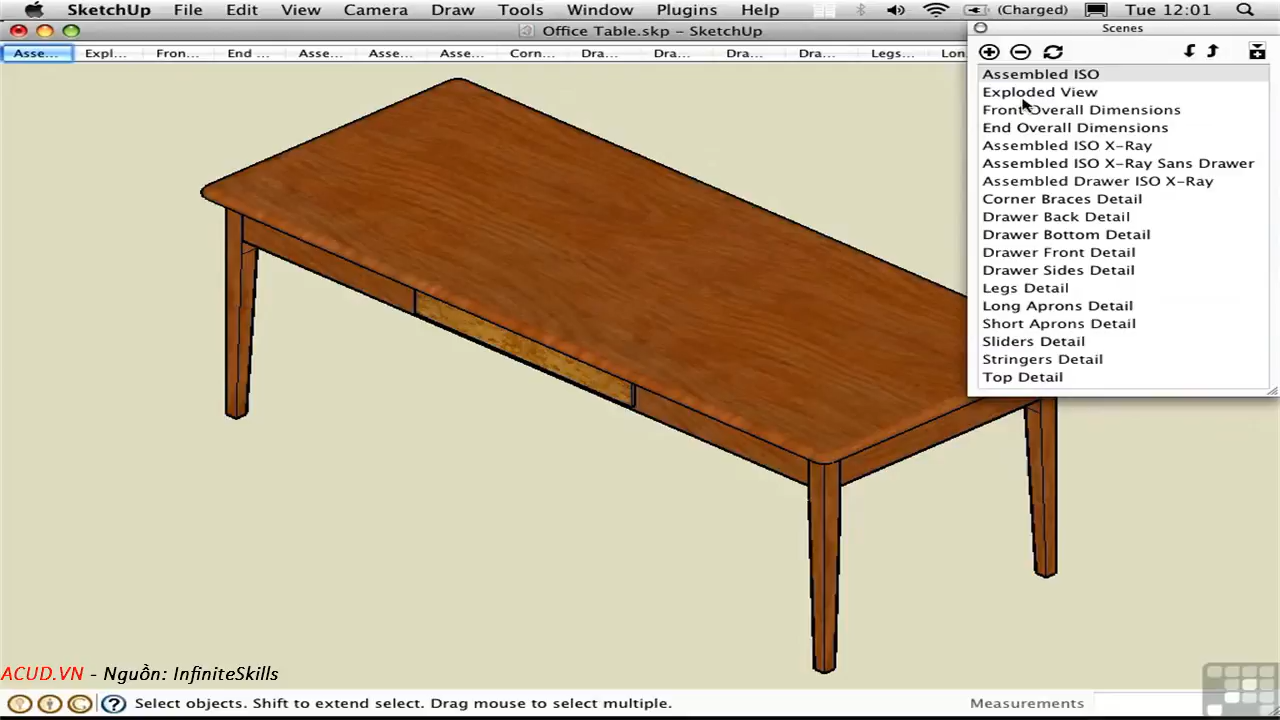 SketchUp File Edit View Camera Draw Tools Window Plugins Help (Charged) Tue 12:01
Office Table.skp – SketchUp
Scenes
Asse... Expl... Fron... End ... Asse... Asse... Asse... Corn... Dra... Dra... Dra... Dra... Legs... Lon
Assembled ISO
Exploded View
Front Overall Dimensions
End Overall Dimensions
Assembled ISO X-Ray
Assembled ISO X-Ray Sans Drawer
Assembled Drawer ISO X-Ray
Corner Braces Detail
Drawer Back Detail
Drawer Bottom Detail
Drawer Front Detail
Drawer Sides Detail
Legs Detail
Long Aprons Detail
Short Aprons Detail
Sliders Detail
Stringers Detail
Top Detail
ACUD.VN - Nguồn: InfiniteSkills
Select objects. Shift to extend select. Drag mouse to select multiple. Measurements